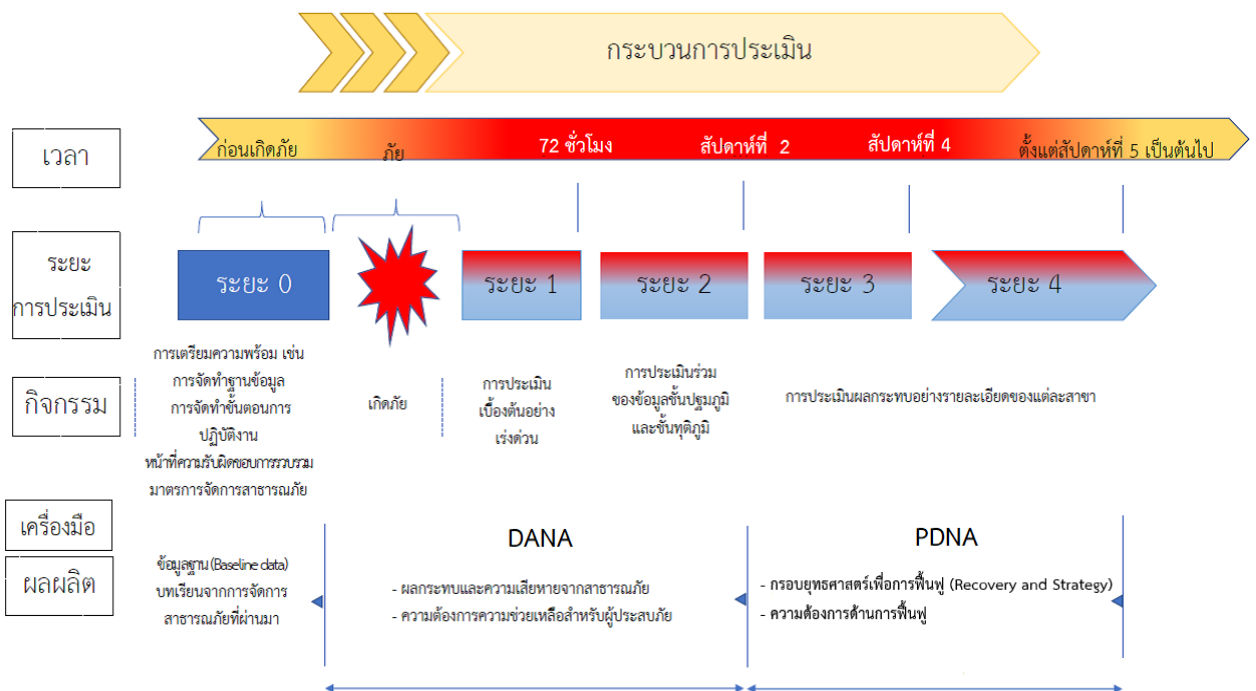 กระบวนการประเมิน
เวลา
ก่อนเกิดภัย
ภัย
72 ชั่วโมง
สัปดาห์ที่ 2
สัปดาห์ที่ 4
ตั้งแต่สัปดาห์ที่ 5 เป็นต้นไป
ระยะ
การประเมิน
ระยะ 0
ระยะ 1
ระยะ 2
ระยะ 3
ระยะ 4
กิจกรรม
การเตรียมความพร้อม เช่น
การจัดทำฐานข้อมูล
การจัดทำขั้นตอนการ
ปฏิบัติงาน
หน้าที่ความรับผิดชอบการรวบรวม
มาตรการจัดการสาธารณภัย
เกิดภัย
การประเมิน
เบื้องต้นอย่าง
เร่งด่วน
การประเมินร่วม
ของข้อมูลชั้นปฐมภูมิ
และชั้นทุติภูมิ
การประเมินผลกระทบอย่างรายละเอียดของแต่ละสาขา
เครื่องมือ
DANA
PDNA
ผลผลิต
ข้อมูลฐาน (Baseline data)
บทเรียนจากการจัดการ
สาธารณภัยที่ผ่านมา
- ผลกระทบและความเสียหายจากสาธารณภัย
- ความต้องการความช่วยเหลือสำหรับผู้ประสบภัย
- กรอบยุทธศาสตร์เพื่อการฟื้นฟู (Recovery and Strategy)
- ความต้องการด้านการฟื้นฟู